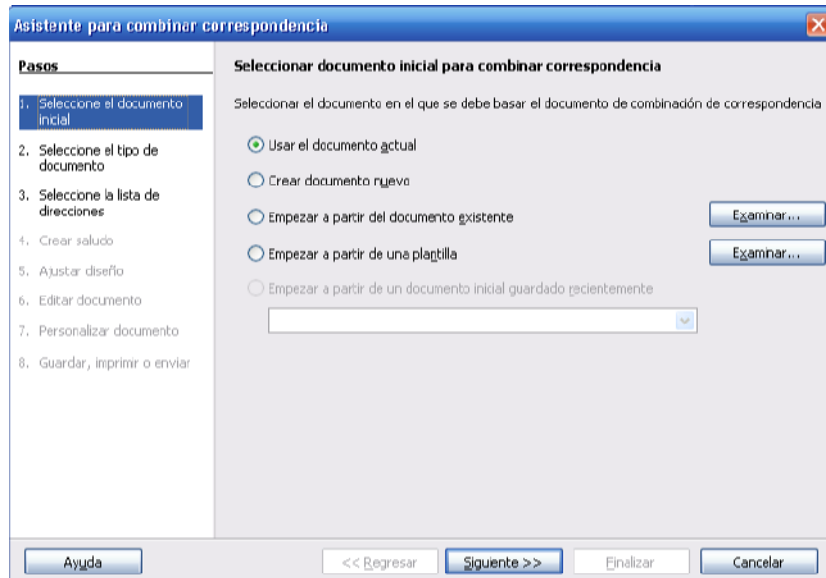 Asistente para combinar correspondencia
Pasos
1. Seleccione el documento
inicial
2. Seleccione el tipo de
documento
3. Seleccione la lista de
direcciones
4. Crear saludo
5. Ajustar diseño
6. Editar documento
7. Personalizar documento
8. Guardar, imprimir o enviar
Seleccionar documento inicial para combinar correspondencia
Seleccionar el documento en el que se debe basar el documento de combinación de correspondencia
Usar el documento actual
Crear documento nuevo
Empezar a partir del documento existente
Examinar...
Empezar a partir de una plantilla
Examinar...
Empezar a partir de un documento inicial guardado recientemente
Ayuda
<< Regresar
Siguiente >>
Finalizar
Cancelar